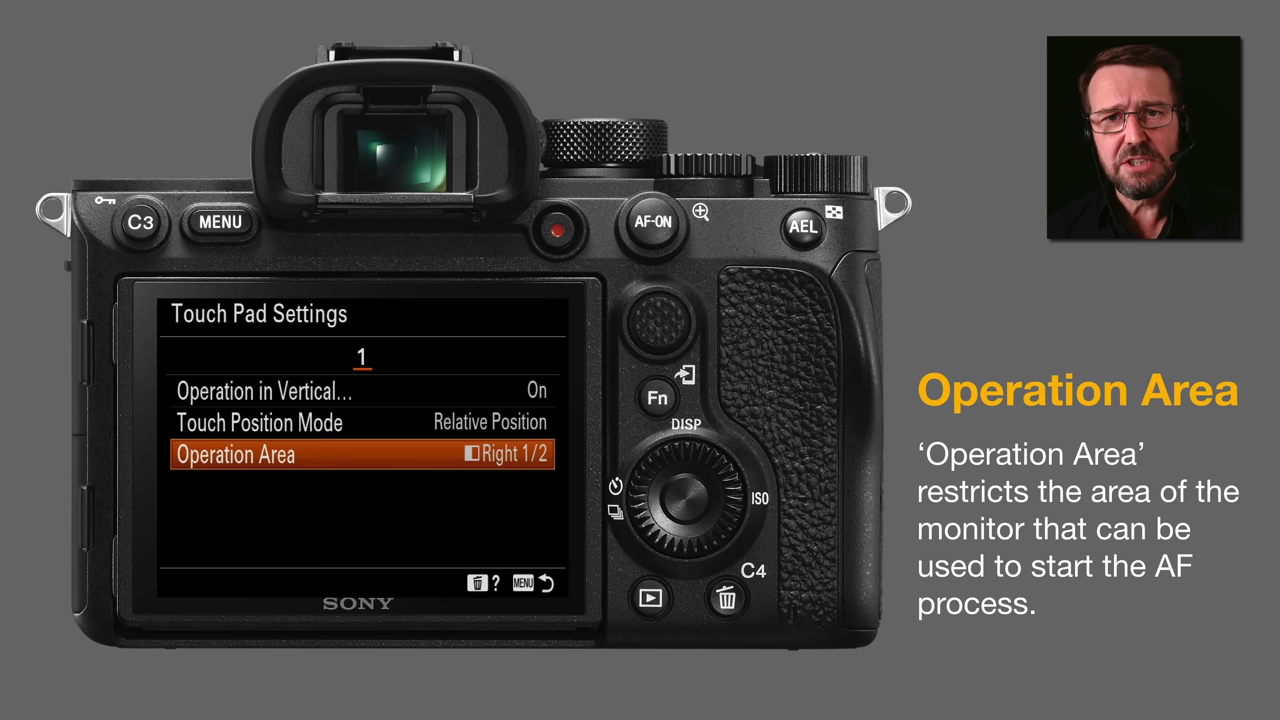 C3
MENU
AF-ON
AEL
Touch Pad Settings
1
Operation in Vertical... On
Touch Position Mode Relative Position
Operation Area Right 1/2
? MENU
SONY
Fn
DISP
ISO
C4
Operation Area
‘Operation Area’
restricts the area of the
monitor that can be
used to start the AF
process.